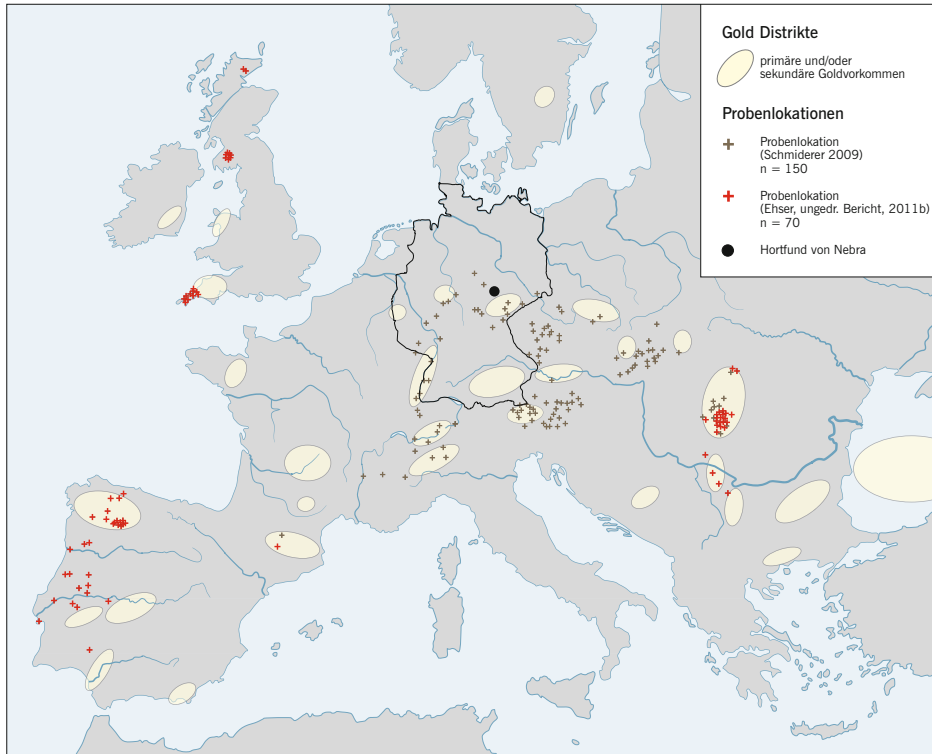 Gold Distrikte
primäre und/oder
sekundäre Goldvorkommen
Probenlokationen
Probenlokation
(Schmiderer 2009)
n = 150
Probenlokation
(Ehser, ungedr. Bericht, 2011b)
n = 70
Hortfund von Nebra